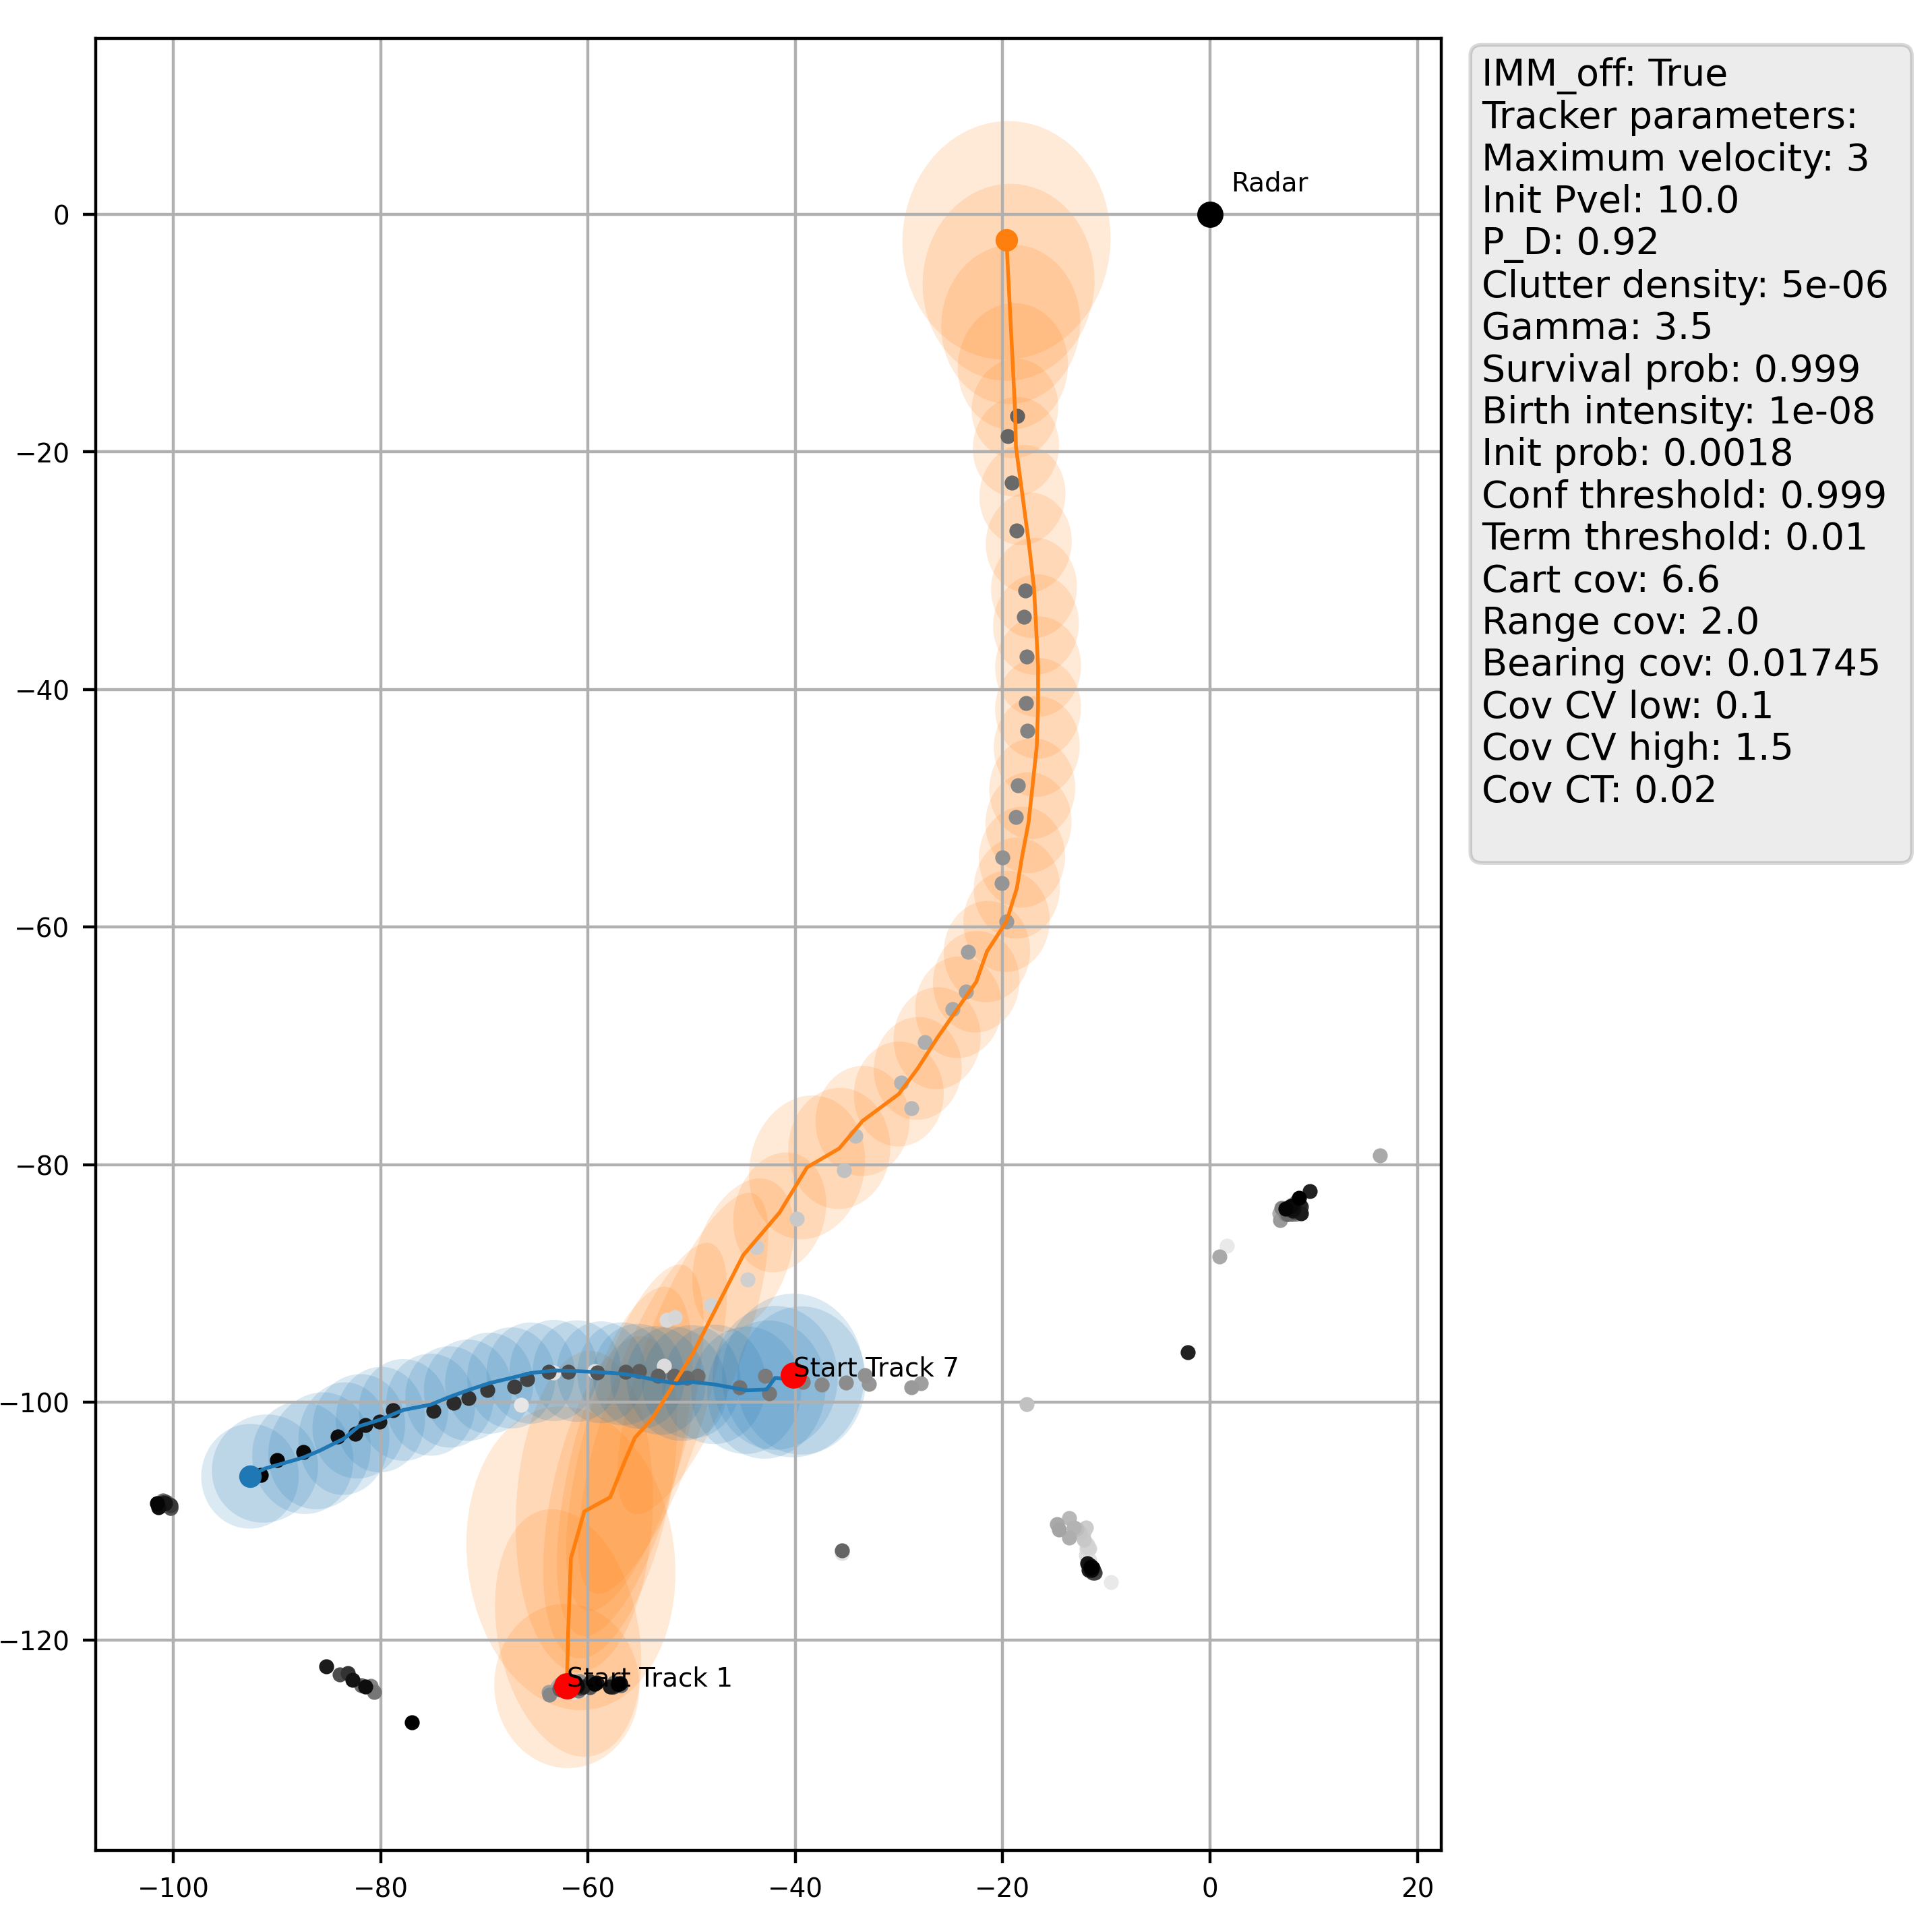 Radar
Start Track 7
Start Track 1
0
−20
−40
−60
−80
−100
−120
−100
−80
−60
−40
−20
0
20
IMM_off: True
Tracker parameters:
Maximum velocity: 3
Init Pvel: 10.0
P_D: 0.92
Clutter density: 5e-06
Gamma: 3.5
Survival prob: 0.999
Birth intensity: 1e-08
Init prob: 0.0018
Conf threshold: 0.999
Term threshold: 0.01
Cart cov: 6.6
Range cov: 2.0
Bearing cov: 0.01745
Cov CV low: 0.1
Cov CV high: 1.5
Cov CT: 0.02